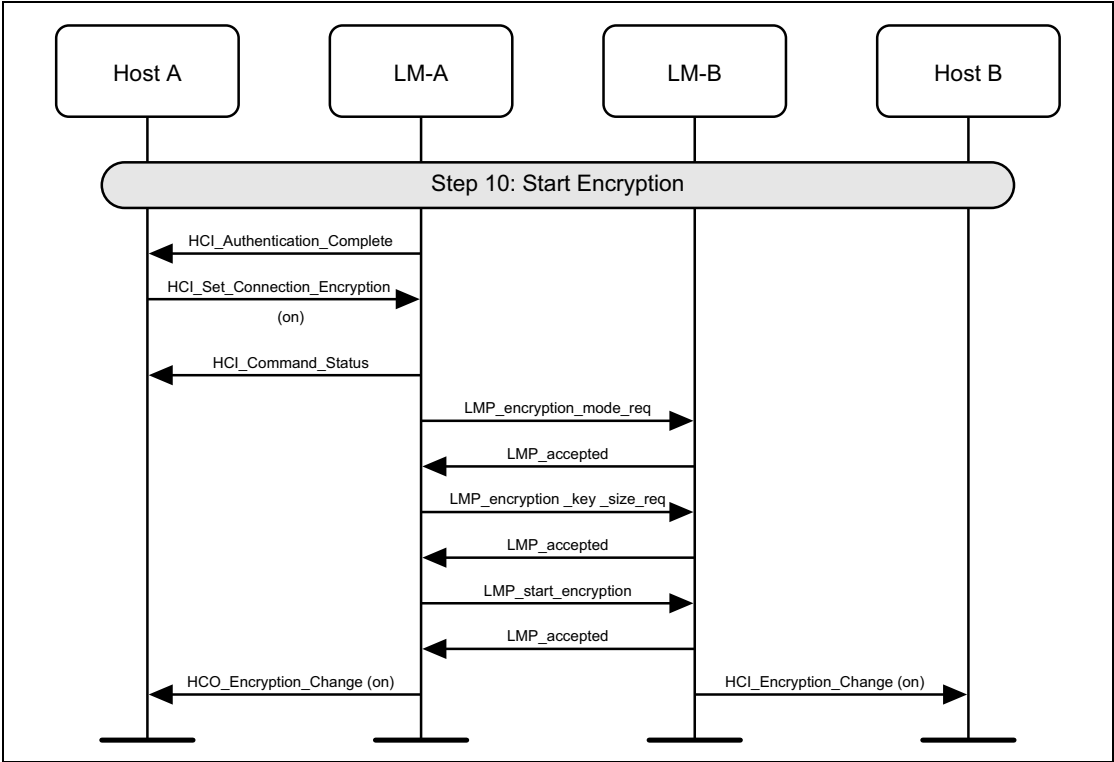 Host A
LM-A
LM-B
Host B
Step 10: Start Encryption
HCI_Authentication_Complete
HCI_Set_Connection_Encryption
(on)
HCI_Command_Status
LMP_encryption_mode_req
LMP_accepted
LMP_encryption _key _size_req
LMP_accepted
LMP_start_encryption
LMP_accepted
HCO_Encryption_Change (on)
HCI_Encryption_Change (on)